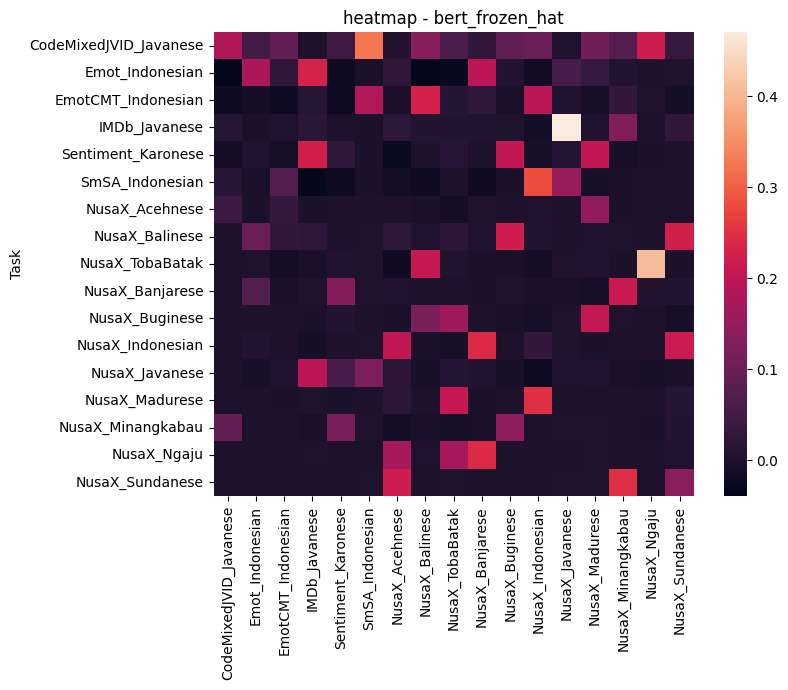 heatmap - bert_frozen_hat
Task
CodeMixedJVID_Javanese
Emot_Indonesian
EmotCMT_Indonesian
IMDb_Javanese
Sentiment_Karonese
SmSA_Indonesian
NusaX_Acehnese
NusaX_Balinese
NusaX_TobaBatak
NusaX_Banjarese
NusaX_Buginese
NusaX_Indonesian
NusaX_Javanese
NusaX_Madurese
NusaX_Minangkabau
NusaX_Ngaju
NusaX_Sundanese
CodeMixedJVID_Javanese
Emot_Indonesian
EmotCMT_Indonesian
IMDb_Javanese
Sentiment_Karonese
SmSA_Indonesian
NusaX_Acehnese
NusaX_Balinese
NusaX_TobaBatak
NusaX_Banjarese
NusaX_Buginese
NusaX_Indonesian
NusaX_Javanese
NusaX_Madurese
NusaX_Minangkabau
NusaX_Ngaju
NusaX_Sundanese
0.4
0.3
0.2
0.1
0.0